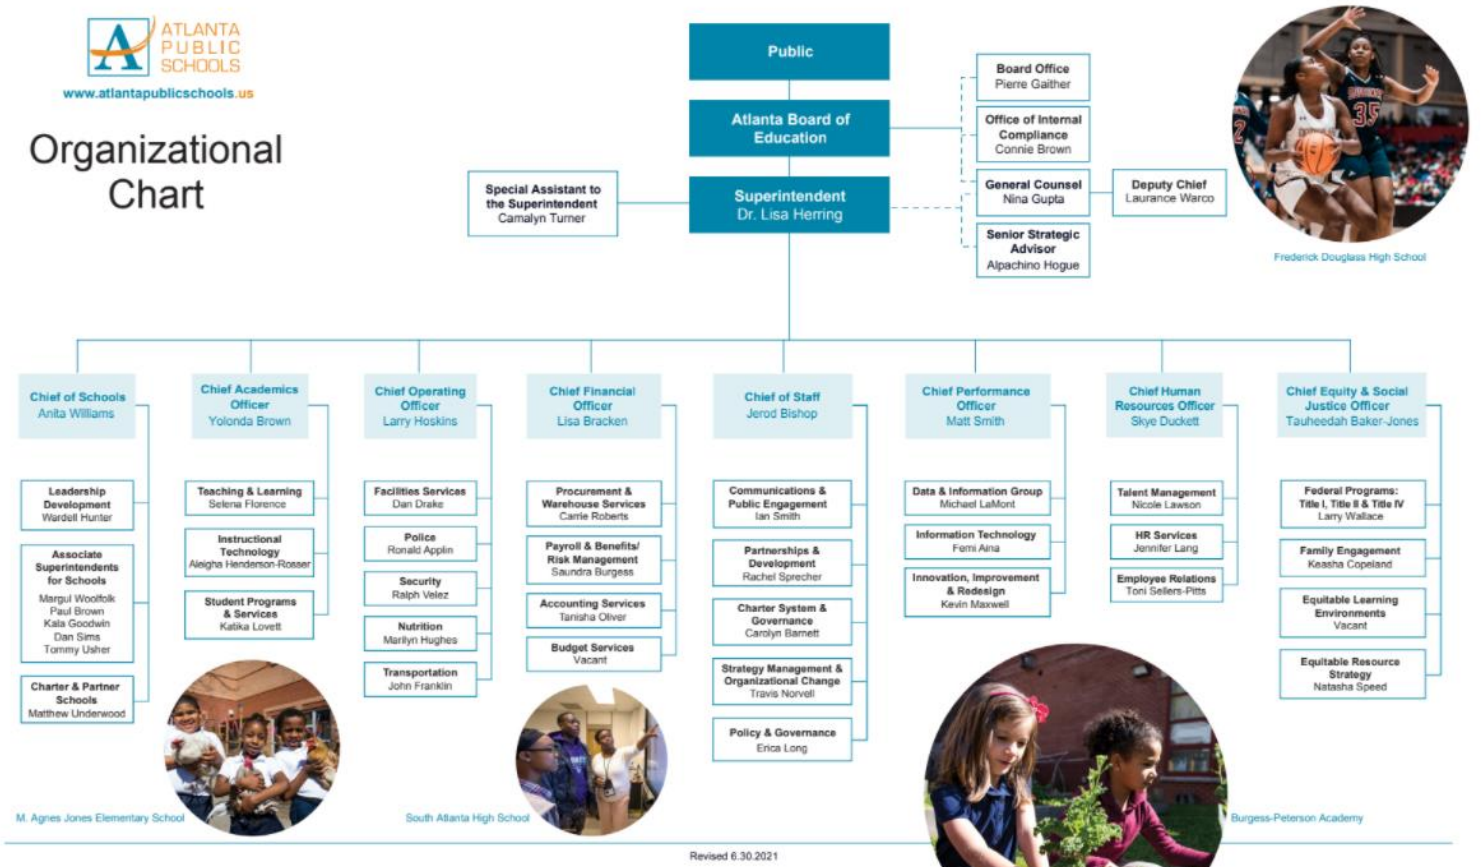 ATLANTA
PUBLIC
SCHOOLS
www.atlantapublicschools.us
Organizational
Chart
Public
Atlanta Board of
Education
Superintendent
Dr. Lisa Herring
Special Assistant to
the Superintendent
Camalyn Turner
Board Office
Pierre Gaither
Office of Internal
Compliance
Connie Brown
General Counsel
Nina Gupta
Deputy Chief
Laurance Warco
Senior Strategic
Advisor
Alpachino Hogue
35
2
Frederick Douglass High School
Chief of Schools
Anita Williams
Leadership
Development
Wardell Hunter
Associate
Superintendents
for Schools
Margul Woolfolk
Paul Brown
Kala Goodwin
Dan Sims
Tommy Usher
Charter & Partner
Schools
Matthew Underwood
Chief Academics
Officer
Yolonda Brown
Teaching & Learning
Selena Florence
Instructional
Technology
Aleigha Henderson-Rosser
Student Programs
& Services
Katika Lovett
Chief Operating
Officer
Larry Hoskins
Facilities Services
Dan Drake
Police
Ronald Applin
Security
Ralph Velez
Nutrition
Marilyn Hughes
Transportation
John Franklin
Chief Financial
Officer
Lisa Bracken
Procurement &
Warehouse Services
Carrie Roberts
Payroll & Benefits/
Risk Management
Saundra Burgess
Accounting Services
Tanisha Oliver
Budget Services
Vacant
Chief of Staff
Jerod Bishop
Communications &
Public Engagement
Ian Smith
Partnerships &
Development
Rachel Sprecher
Charter System &
Governance
Carolyn Barnett
Strategy Management &
Organizational Change
Travis Norvell
Policy & Governance
Erica Long
Chief Performance
Officer
Matt Smith
Data & Information Group
Michael LaMont
Information Technology
Femi Aina
Innovation, Improvement
& Redesign
Kevin Maxwell
Chief Human
Resources Officer
Skye Duckett
Talent Management
Nicole Lawson
HR Services
Jennifer Lang
Employee Relations
Toni Sellers-Pitts
Chief Equity & Social
Justice Officer
Tauheedah Baker-Jones
Federal Programs:
Title I, Title II & Title IV
Larry Wallace
Family Engagement
Keasha Copeland
Equitable Learning
Environments
Vacant
Equitable Resource
Strategy
Natasha Speed
M. Agnes Jones Elementary School
South Atlanta High School
Burgess-Peterson Academy
Revised 6.30.2021